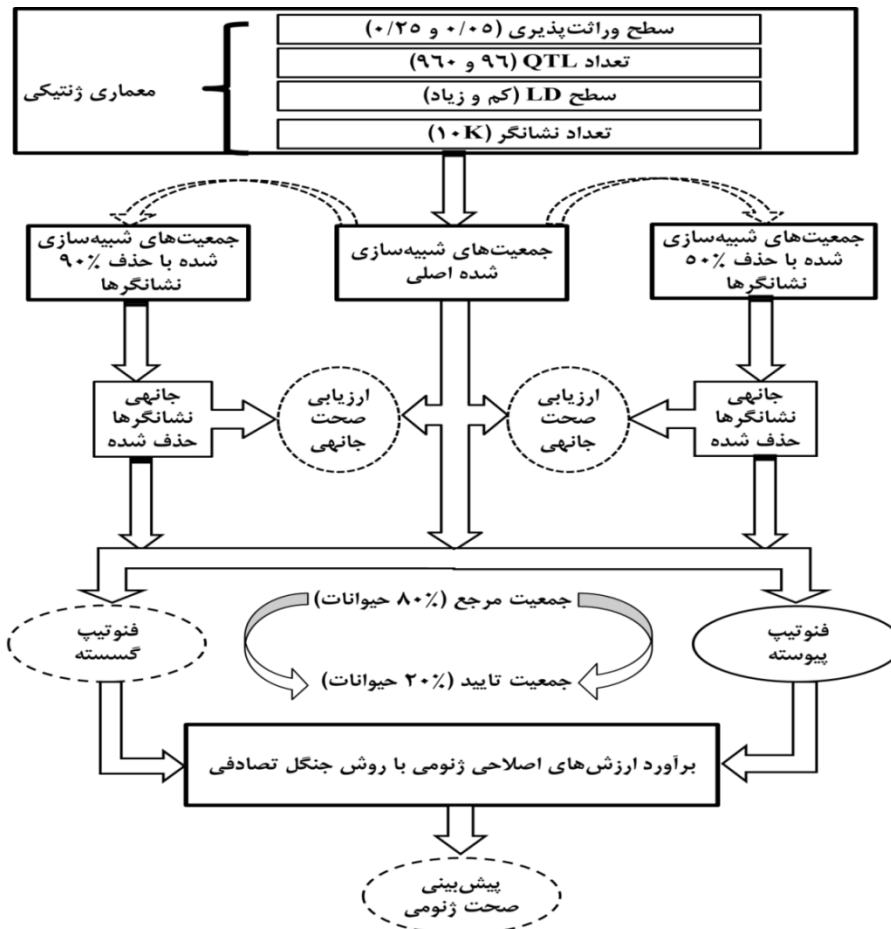 سطح وراثت‌پذیری (۰/۰۵ و ۰/۲۵)
تعداد QTL (۹۶ و ۹۶۰)
سطح LD (کم و زیاد)
تعداد نشانگر (۱۰K)
معماری ژنتیکی
جمعیت‌های شبیه‌سازی
شده با حذف ۵۰٪
نشانگرها
جمعیت‌های شبیه‌سازی
شده اصلی
جمعیت‌های شبیه‌سازی
شده با حذف ۹۰٪
نشانگرها
جانهی
نشانگرها
حذف شده
ارزیابی
صحت
جانهی
ارزیابی
صحت
جانهی
جانهی
نشانگرها
حذف شده
جمعیت مرجع (۸۰٪ حیوانات)
فنوتیپ
پیوسته
فنوتیپ
گسسته
جمعیت تایید (۲۰٪ حیوانات)
برآورد ارزش‌های اصلاحی ژنومی با روش جنگل تصادفی
پیش‌بینی
صحت ژنومی